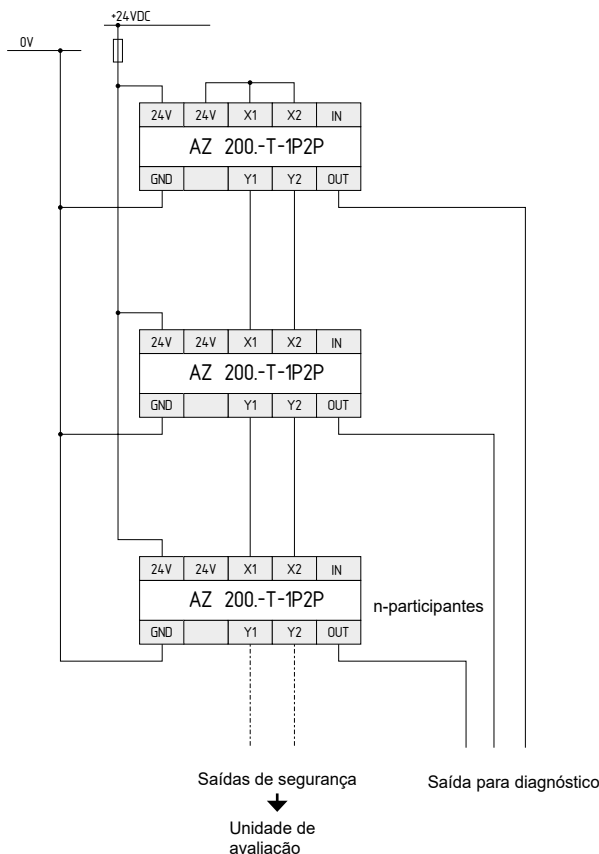 +24VDC
0V
24V 24V X1 X2 IN
AZ 200.-T-1P2P
GND Y1 Y2 OUT
24V 24V X1 X2 IN
AZ 200.-T-1P2P
GND Y1 Y2 OUT
24V 24V X1 X2 IN
AZ 200.-T-1P2P
n-participantes
GND Y1 Y2 OUT
Saídas de segurança
Saída para diagnóstico
Unidade de
avaliação